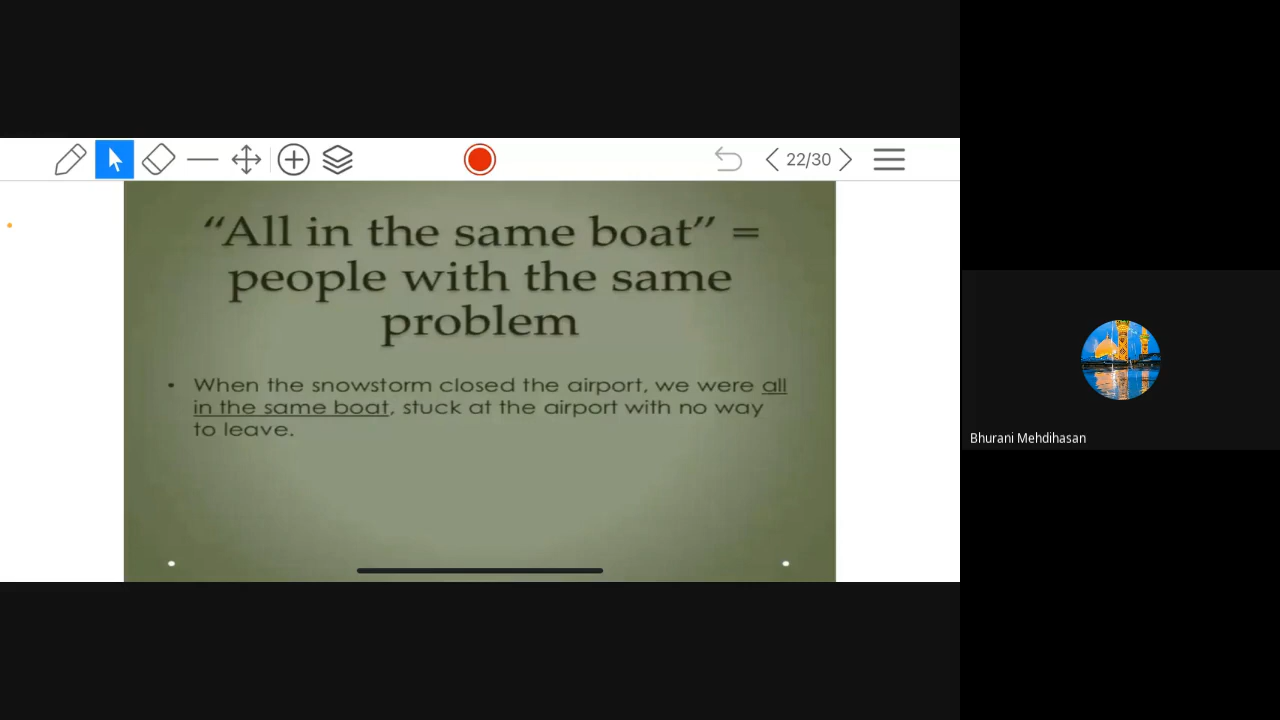 22/30
“All in the same boat” =
people with the same
problem
• When the snowstorm closed the airport, we were all
in the same boat, stuck at the airport with no way
to leave.
Bhurani Mehdihasan